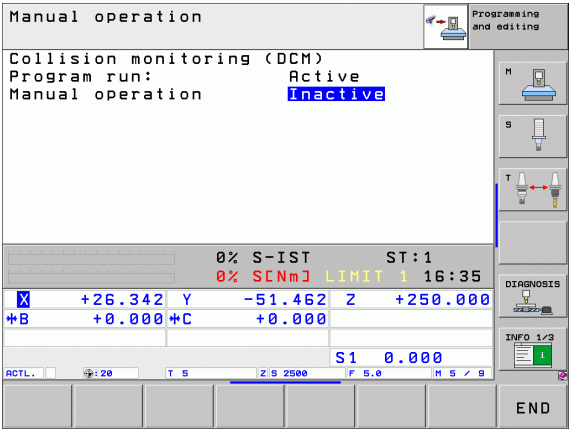 Manual operation
Programming
and editing
Collision monitoring (DCM)
Program run: Active
Manual operation Inactive
M
S
T
0% S-IST ST:1
0% S[Nm] LIMIT 1 16:35
X +26.342 Y -51.462 Z +250.000
B +0.000 C +0.000
S1 0.000
ACTL. :20 T 5 Z S 2500 F 5.0 M 5 / 9
DIAGNOSIS
INFO 1/3
1
END